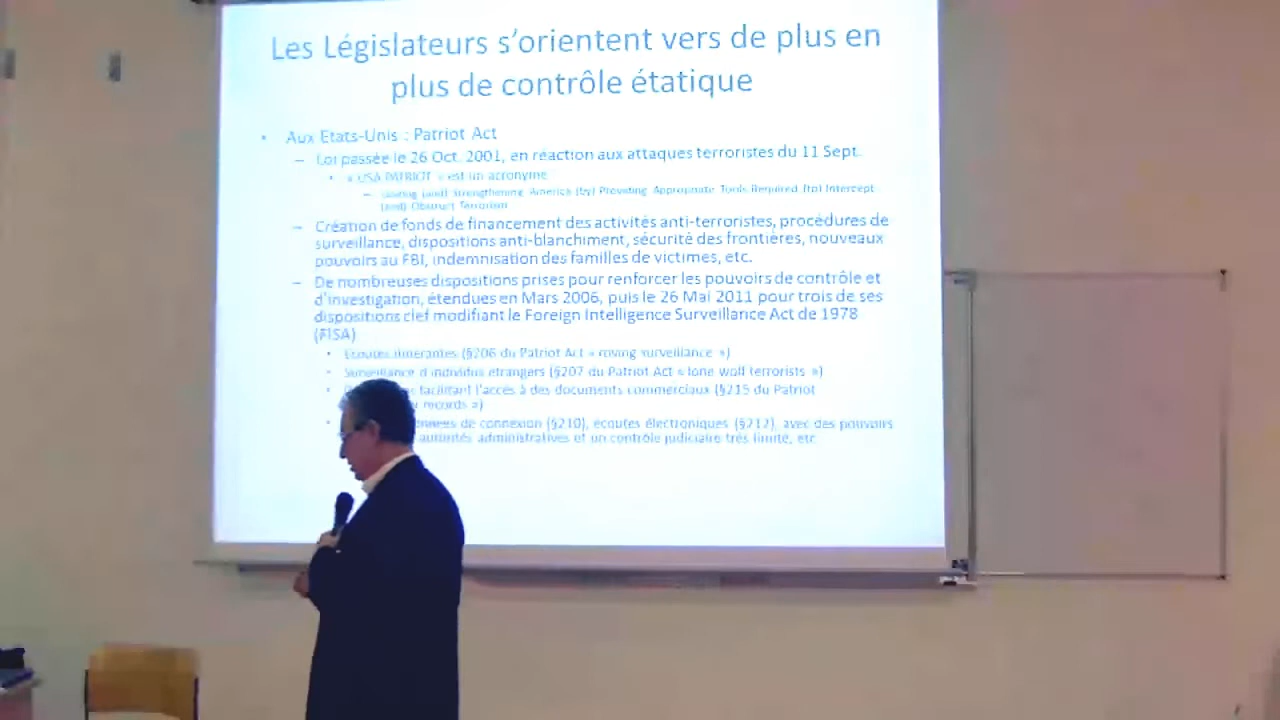 Les Législateurs s'orientent vers de plus en
plus de contrôle étatique
• Aux Etats-Unis : Patriot Act
– Loi passée le 26 Oct. 2001, en réaction aux attaques terroristes du 11 Sept.
• « USA PATRIOT » est un acronyme
– (and) Strengthening America (by) Providing Appropriate Tools Required (to) Intercept
(and) Obstruct Terrorism
– Création de fonds de financement des activités anti-terroristes, procédures de
surveillance, dispositions anti-blanchiment, sécurité des frontières, nouveaux
pouvoirs au FBI, indemnisation des familles de victimes, etc.
– De nombreuses dispositions prises pour renforcer les pouvoirs de contrôle et
d'investigation, étendues en Mars 2006, puis le 26 Mai 2011 pour trois de ses
dispositions clef modifiant le Foreign Intelligence Surveillance Act de 1978
(FISA)
• Ecoutes itinérantes (§206 du Patriot Act « roving surveillance »)
• Surveillance d'individus étrangers (§207 du Patriot Act « lone wolf terrorists »)
• facilitant l'accès à des documents commerciaux (§215 du Patriot
records »)
• de connexion (§210), écoutes électroniques (§217), avec des pouvoirs
autorités administratives et un contrôle judiciaire très limité, etc